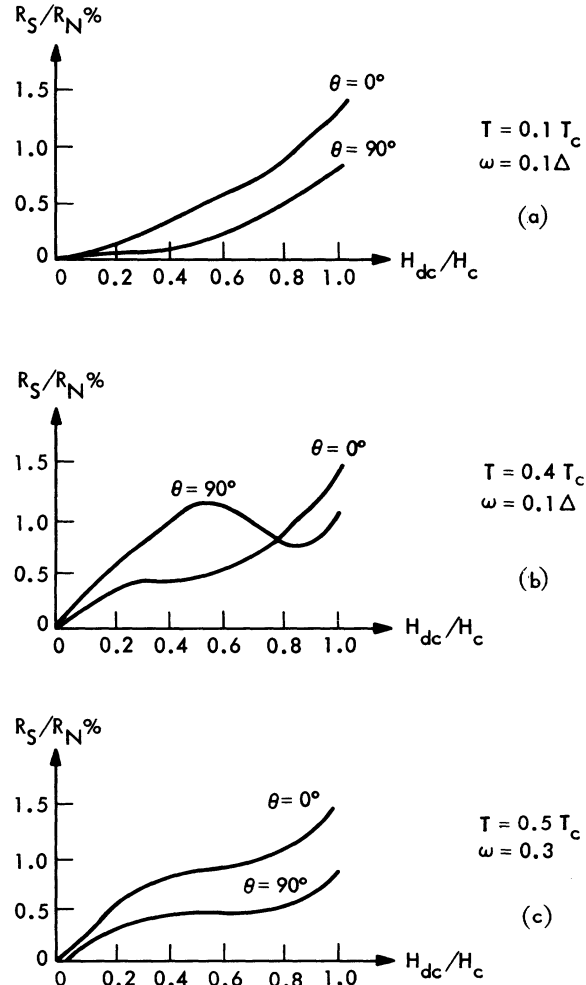 R_S/R_N%
θ = 0°
1.5
θ = 90°
1.0
T = 0.1 T_c
ω = 0.1Δ
0.5
(a)
0
0 0.2 0.4 0.6 0.8 1.0 H_dc/H_c
R_S/R_N%
θ = 0°
1.5
θ = 90°
T = 0.4 T_c
ω = 0.1Δ
1.0
0.5
(b)
0
0 0.2 0.4 0.6 0.8 1.0 H_dc/H_c
R_S/R_N%
1.5
θ = 0°
T = 0.5 T_c
ω = 0.3
1.0
θ = 90°
0.5
(c)
0
0 0.2 0.4 0.6 0.8 1.0 H_dc/H_c